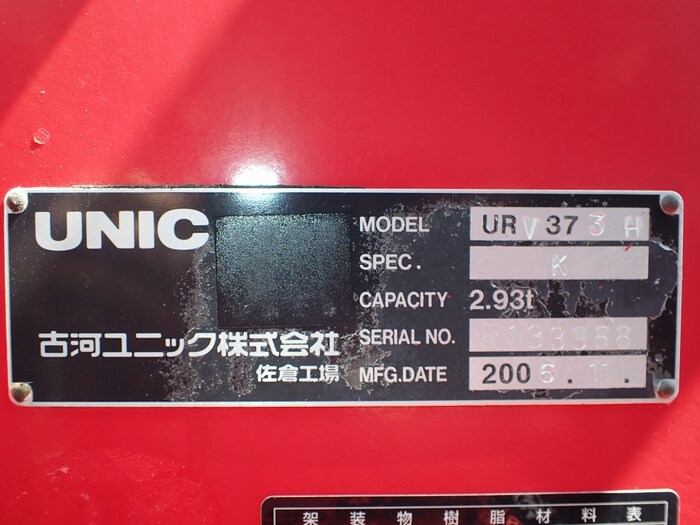 UNIC
MODEL URV373H
SPEC. K
CAPACITY 2.93t
古河ユニック株式会社
SERIAL NO.
佐倉工場
MFG.DATE 2006.11.
架装物樹脂材料表